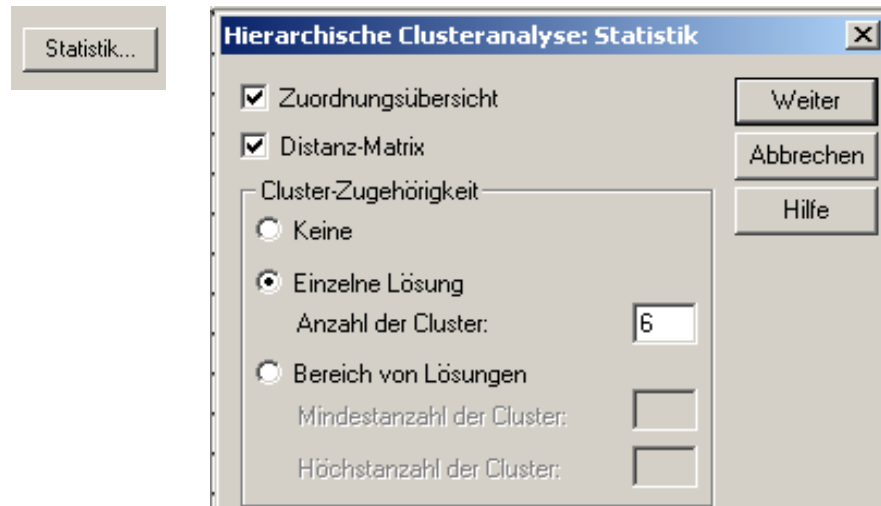 Statistik...
Hierarchische Clusteranalyse: Statistik
Zuordnungsübersicht
Weiter
Distanz-Matrix
Abbrechen
Cluster-Zugehörigkeit
Hilfe
Keine
Einzelne Lösung
Anzahl der Cluster: 6
Bereich von Lösungen
Mindestanzahl der Cluster:
Höchstanzahl der Cluster: